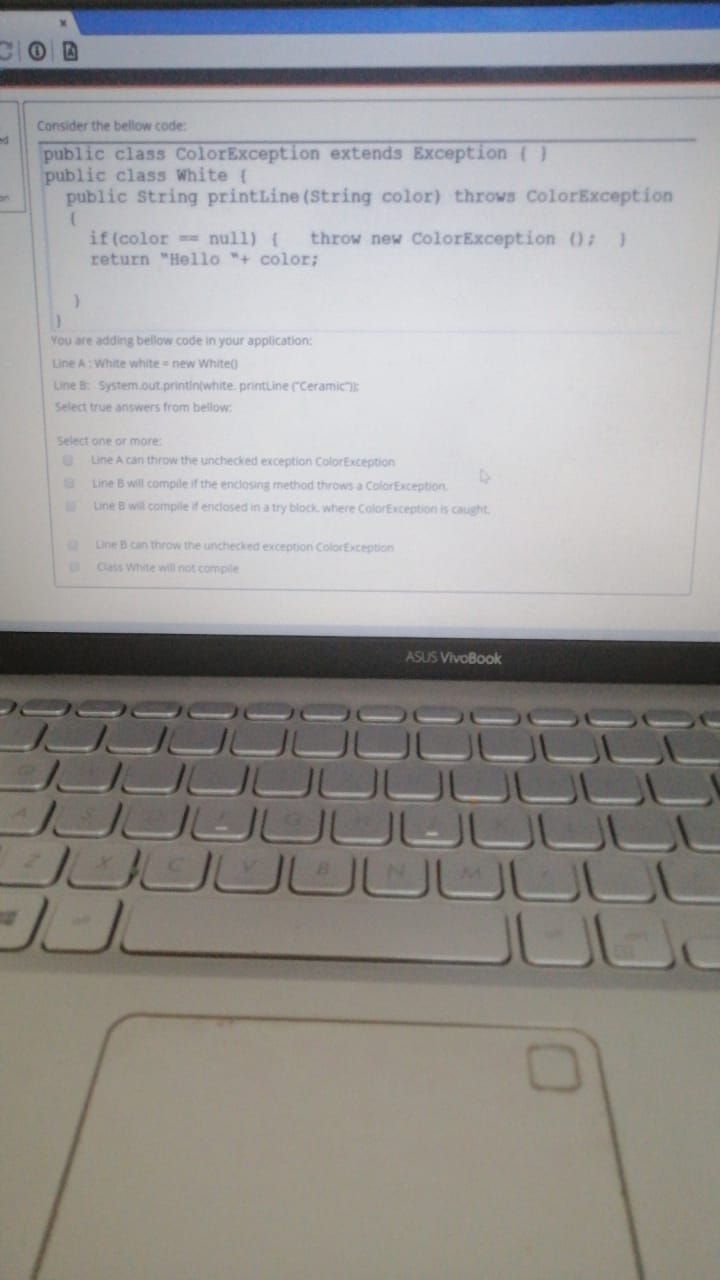 Consider the bellow code:
public class ColorException extends Exception { }
public class White {
public String printLine(String color) throws ColorException
{
if(color == null) { throw new ColorException (); }
return "Hello "+ color;
}
}
You are adding bellow code in your application:
Line A : White white = new White()
Line B: System.out.println(white. printLine ("Ceramic"));
Select true answers from bellow:
Select one or more:
Line A can throw the unchecked exception ColorException
Line B will compile if the enclosing method throws a ColorException.
Line B will compile if enclosed in a try block, where ColorException is caught.
Line B can throw the unchecked exception ColorException
Class White will not compile
ASUS VivoBook